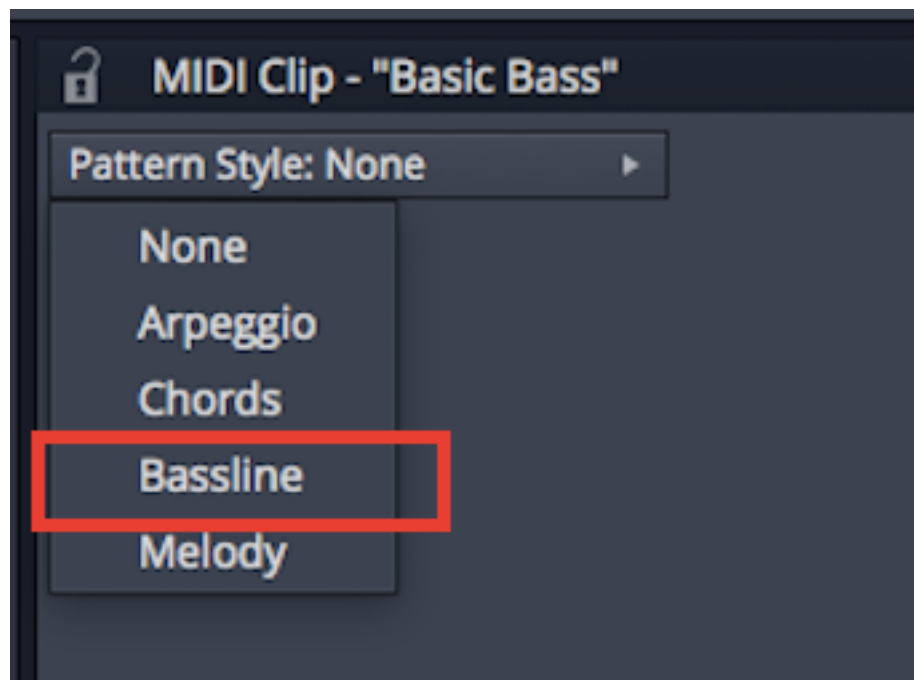 MIDI Clip - "Basic Bass"
Pattern Style: None
None
Arpeggio
Chords
Bassline
Melody